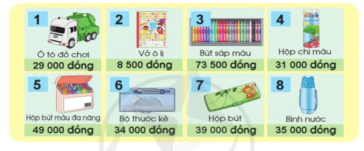 1
Ô tô đồ chơi
29 000 đồng
2
Vở ô li
8 500 đồng
3
Bút sáp màu
73 500 đồng
4
Hộp chì màu
31 000 đồng
5
Hộp bút màu đa năng
49 000 đồng
6
Bộ thước kẻ
34 000 đồng
7
Hộp bút
39 000 đồng
8
Bình nước
35 000 đồng